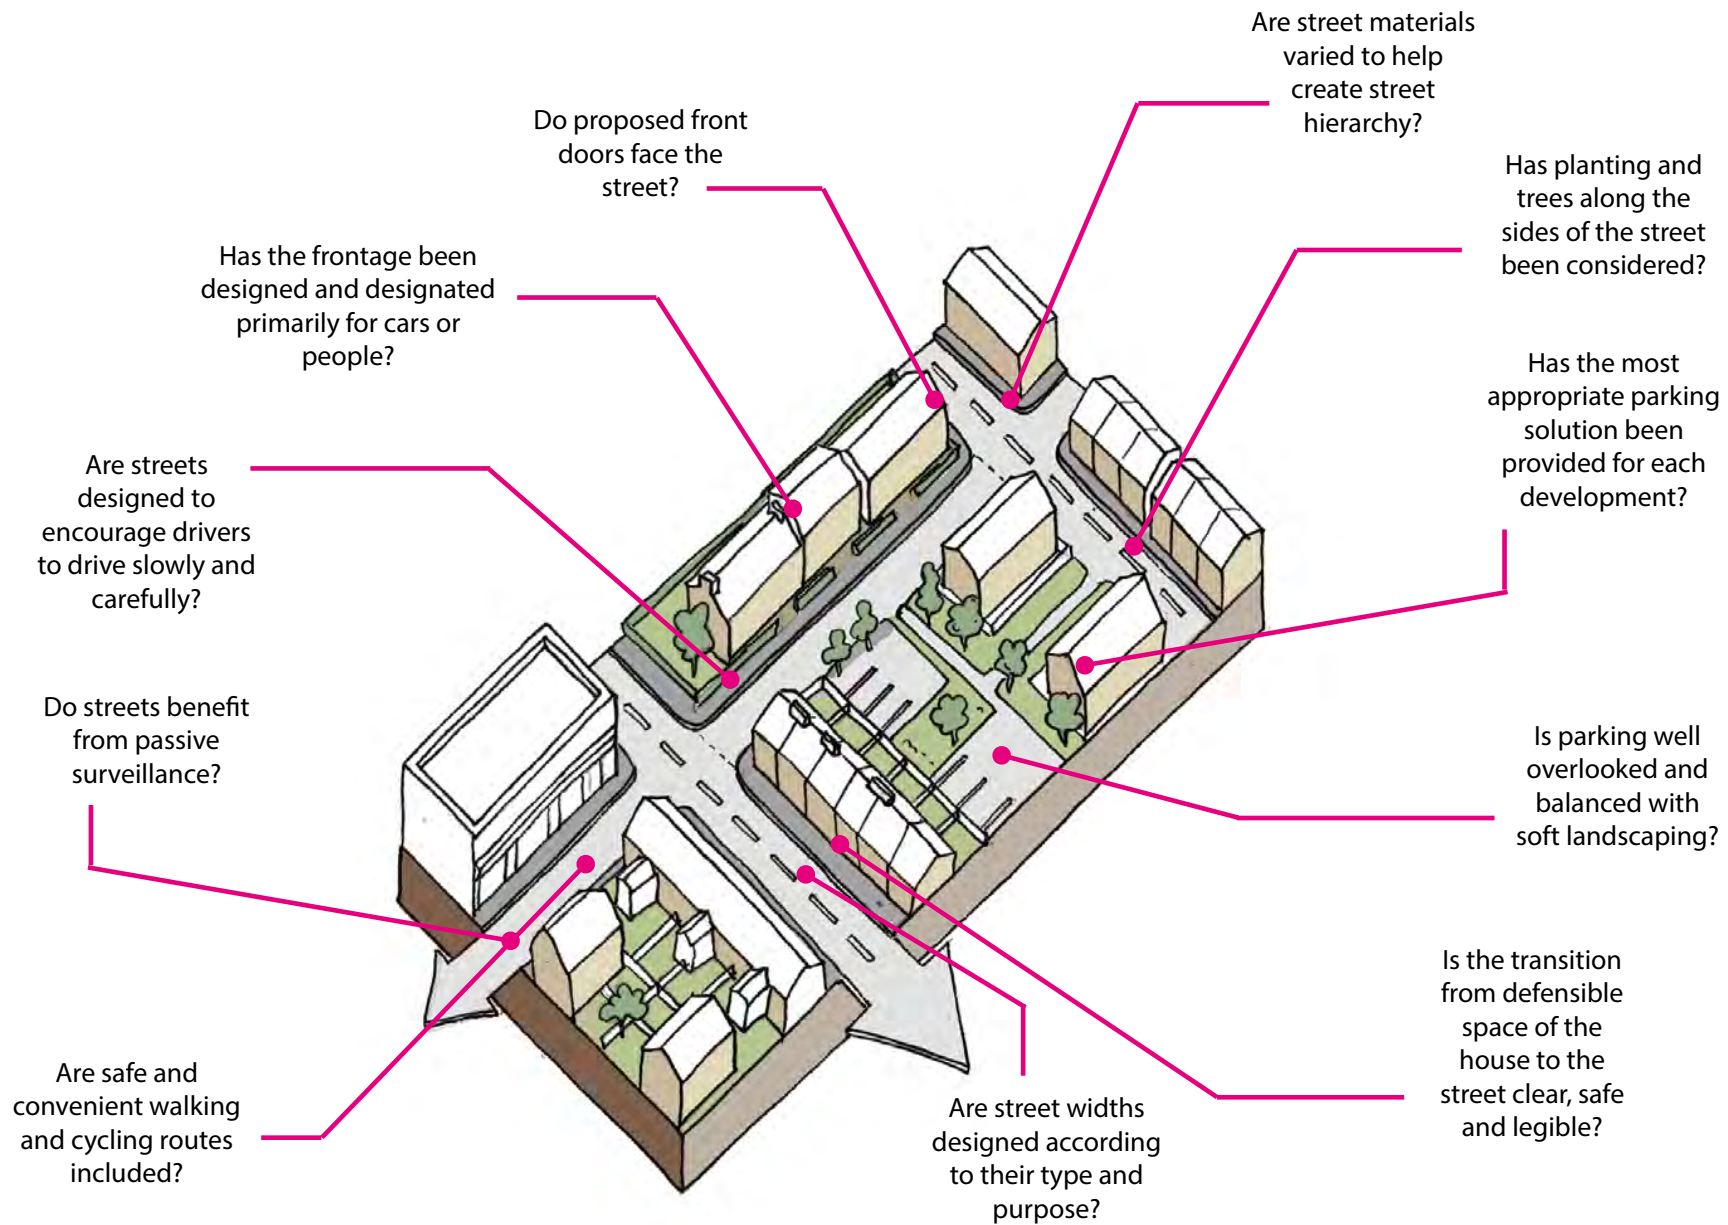 Are street materials
varied to help
create street
hierarchy?
Do proposed front
doors face the
street?
Has planting and
trees along the
sides of the street
been considered?
Has the frontage been
designed and designated
primarily for cars or
people?
Has the most
appropriate parking
solution been
provided for each
development?
Are streets
designed to
encourage drivers
to drive slowly and
carefully?
Do streets benefit
from passive
surveillance?
Is parking well
overlooked and
balanced with
soft landscaping?
Is the transition
from defensible
space of the
house to the
street clear, safe
and legible?
Are safe and
convenient walking
and cycling routes
included?
Are street widths
designed according
to their type and
purpose?